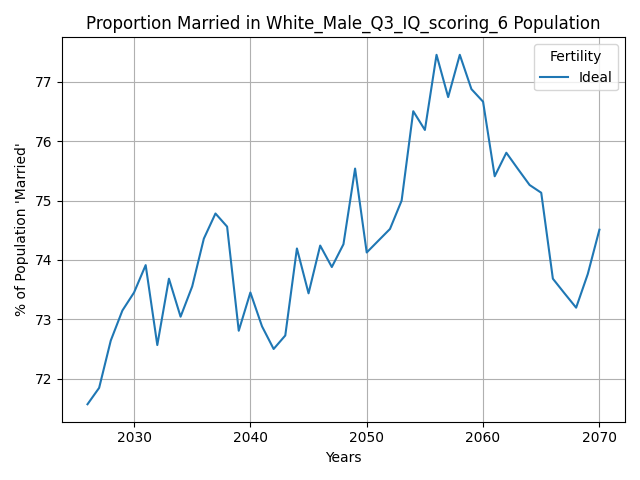 Proportion Married in White_Male_Q3_IQ_scoring_6 Population
Fertility
Ideal
% of Population 'Married'
77
76
75
74
73
72
2030
2040
2050
2060
2070
Years